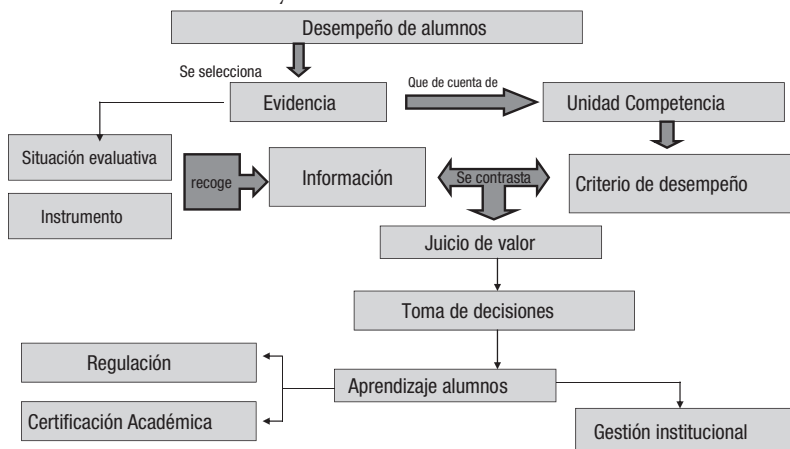 Desempeño de alumnos
Se selecciona
Que de cuenta de
Evidencia
Unidad Competencia
Situación evaluativa
Instrumento
recoge
Información
Se contrasta
Criterio de desempeño
Juicio de valor
Toma de decisiones
Regulación
Aprendizaje alumnos
Certificación Académica
Gestión institucional